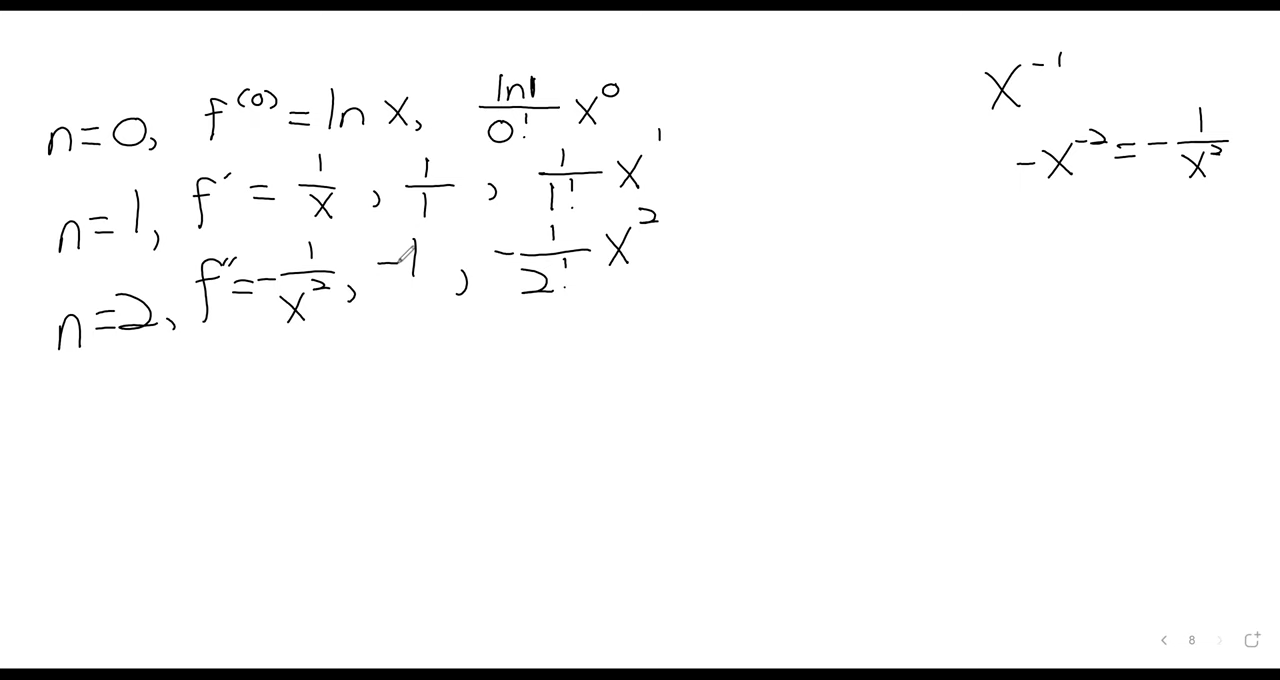 n=0, f^(0) = ln x, ln1/0! x^0
n=1, f′ = 1/x, 1/1, 1/1! x^1
n=2, f″=-1/x^2, -1, -1/2! x^2
x^-1
-x^-2 = -1/x^2
8